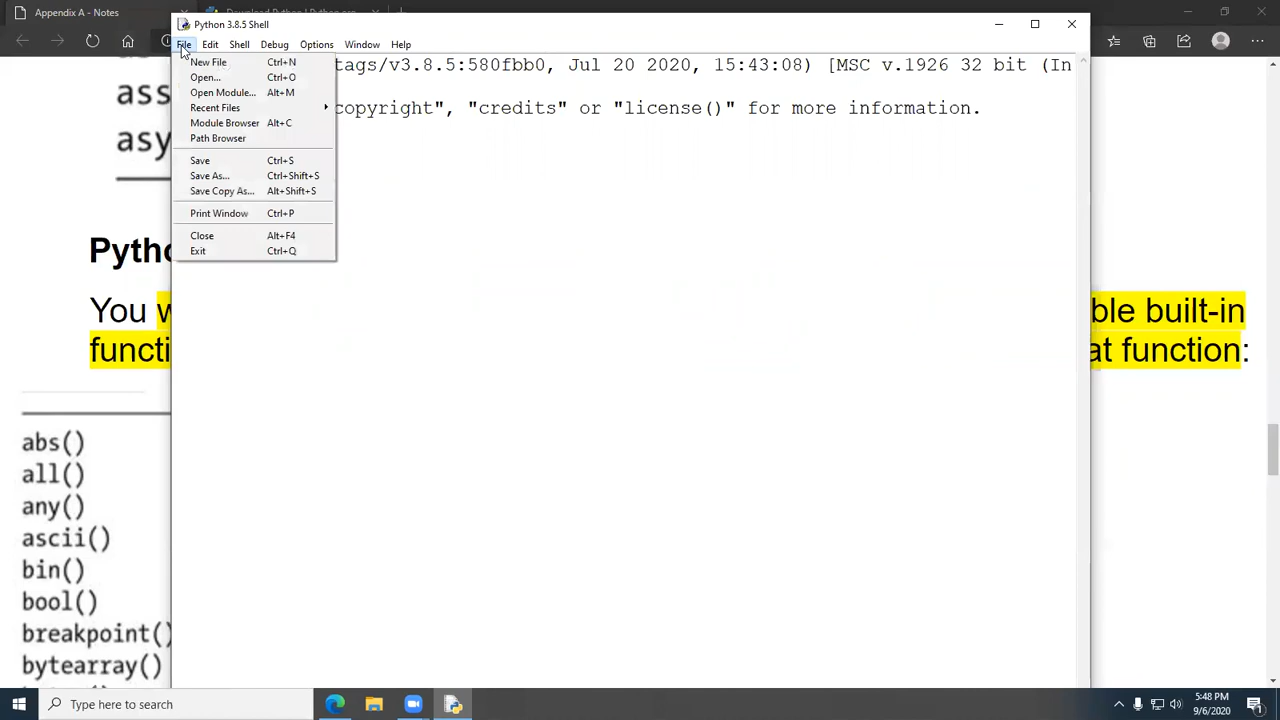 Appendix A - Notes
Python 3.8.5 Shell
File Edit Shell Debug Options Window Help
tags/v3.8.5:580fbb0, Jul 20 2020, 15:43:08) [MSC v.1926 32 bit (In
copyright", "credits" or "license()" for more information.
New File Ctrl+N
Open... Ctrl+O
Open Module... Alt+M
Recent Files
Module Browser Alt+C
Path Browser
Save Ctrl+S
Save As... Ctrl+Shift+S
Save Copy As... Alt+Shift+S
Print Window Ctrl+P
Close Alt+F4
Exit Ctrl+Q
ass
asy
Pytho
You w ble built-in
functi at function:
abs()
all()
any()
ascii()
bin()
bool()
breakpoint()
bytearray()
Type here to search
5:48 PM
9/6/2020